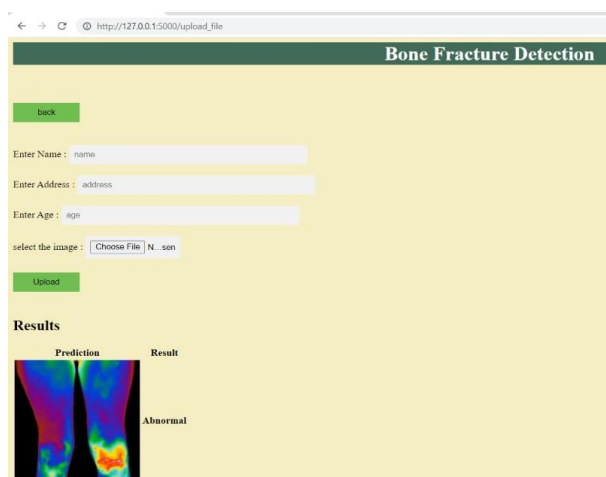 http://127.0.0.1:5000/upload_file
Bone Fracture Detection
back
Enter Name : name
Enter Address : address
Enter Age : age
select the image : Choose File N...sen
Upload
Results
Prediction Result
Abnormal